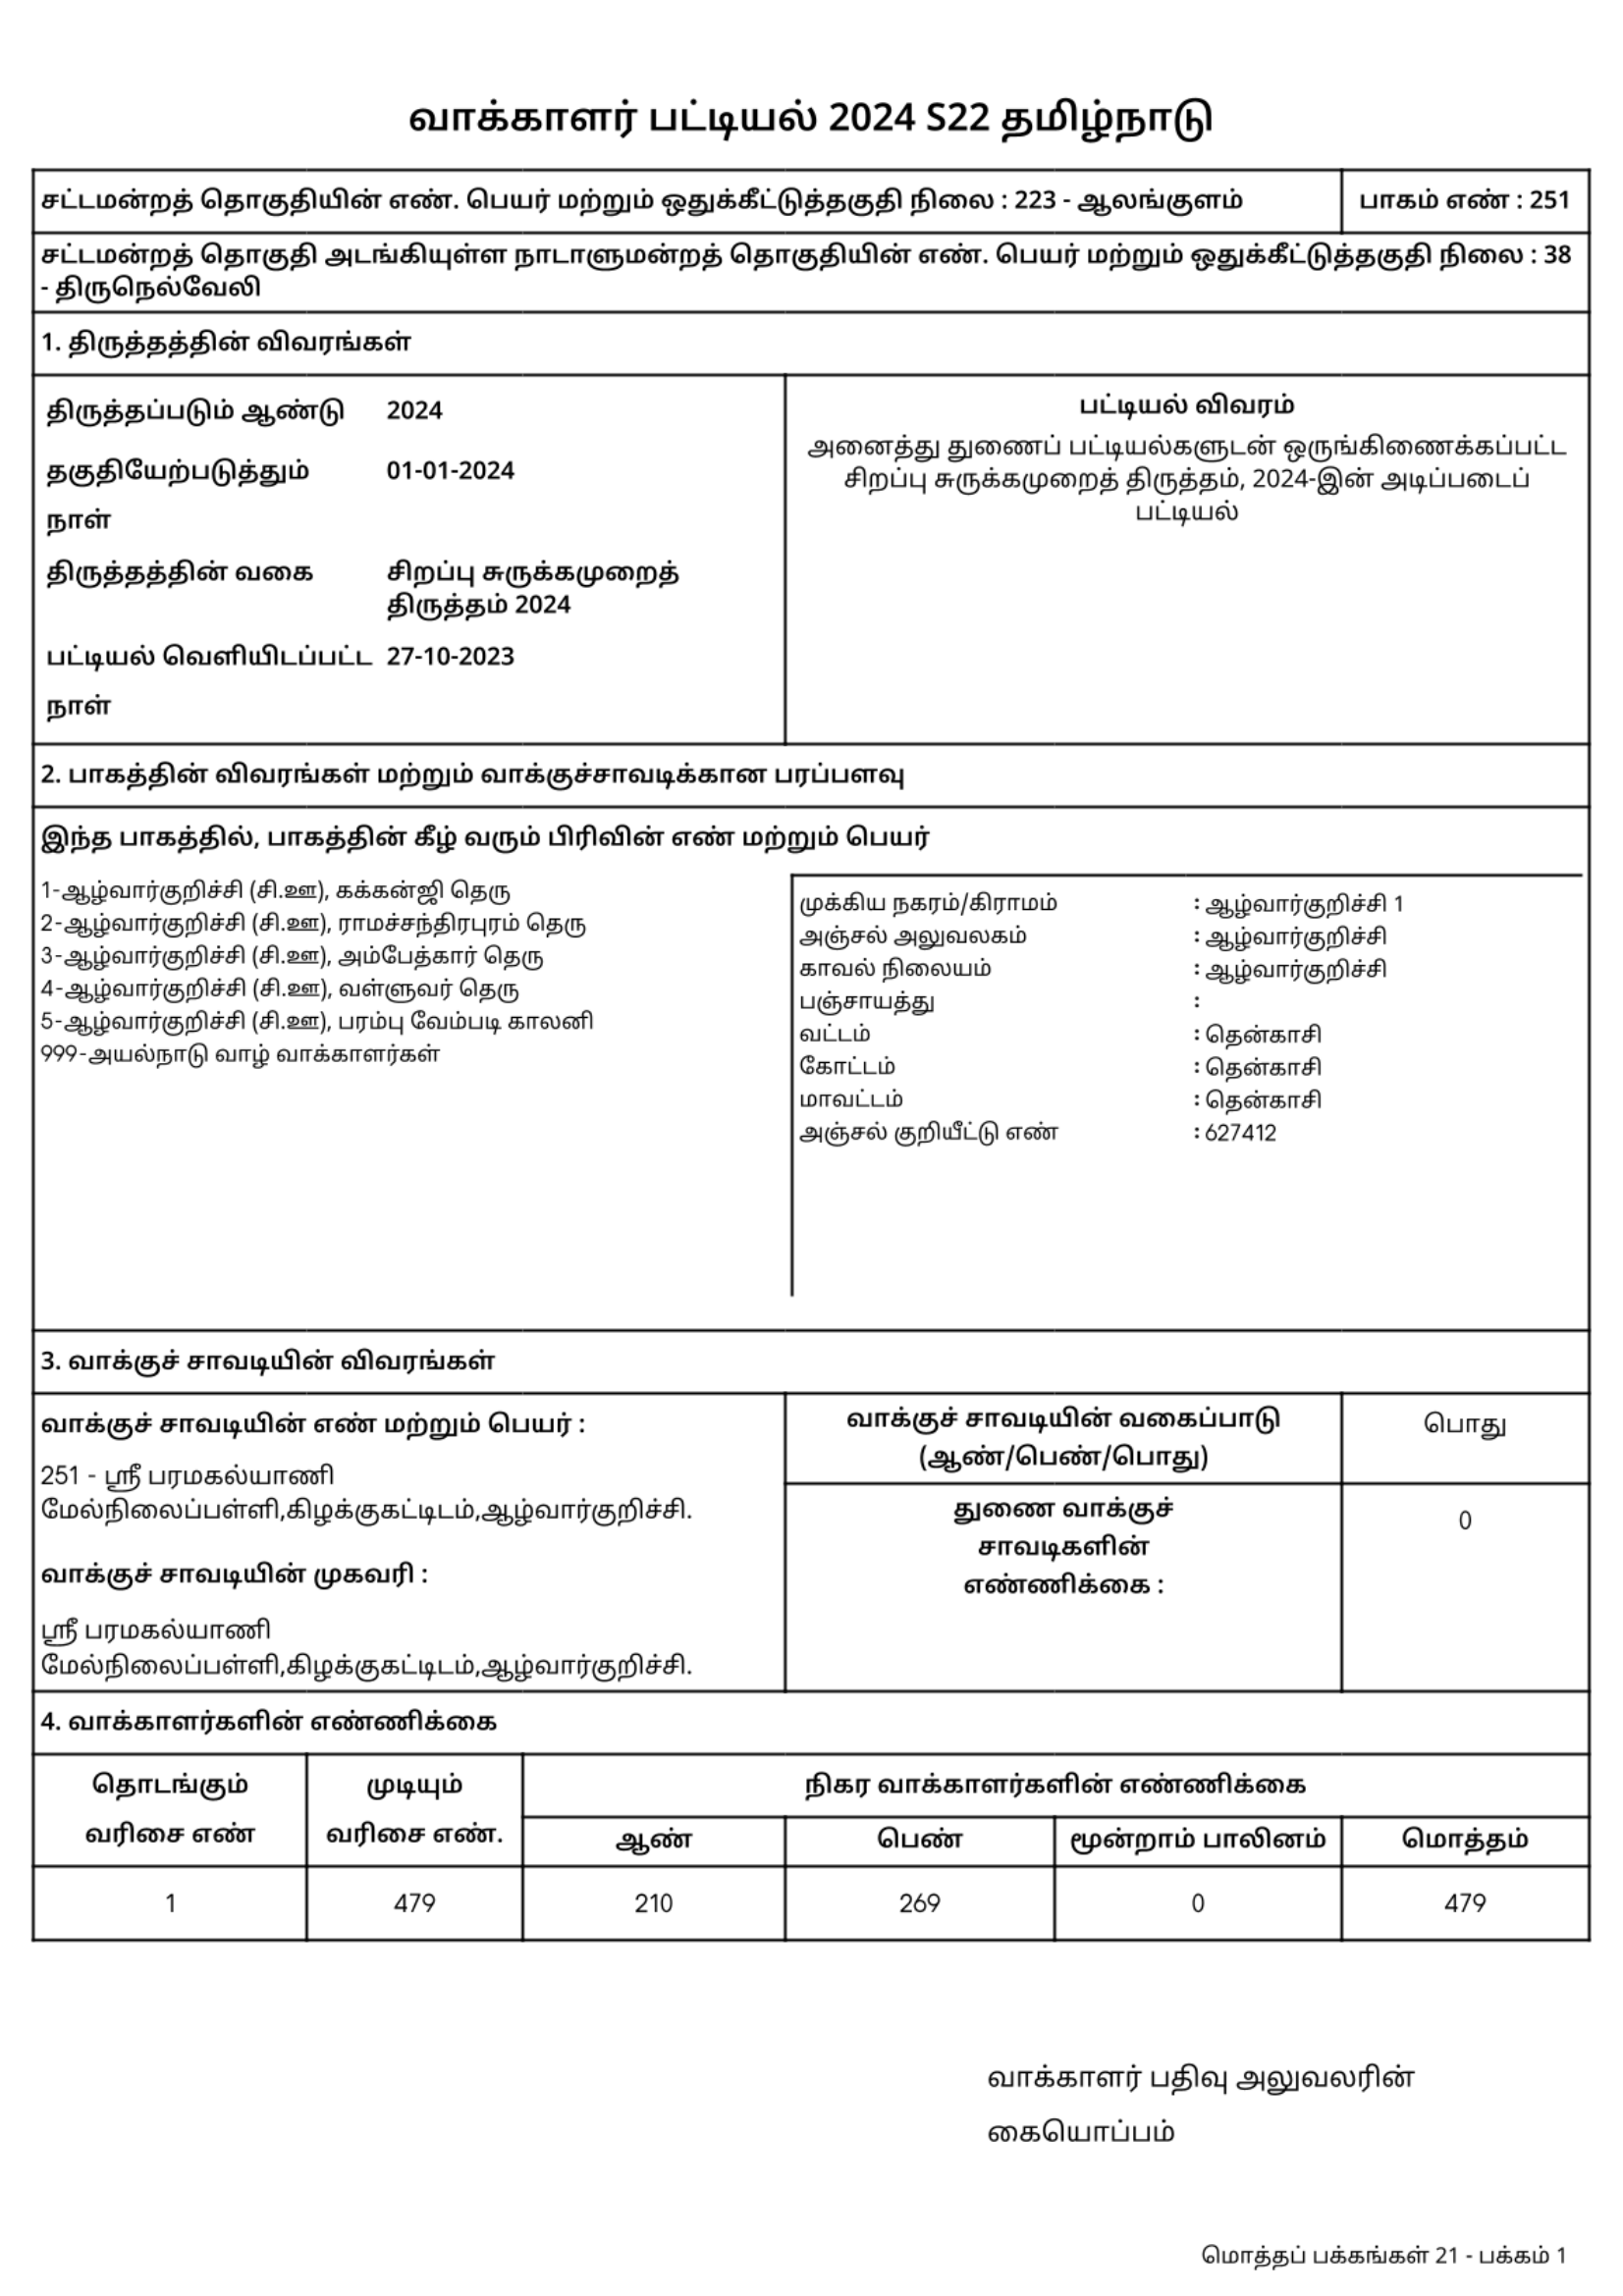 வாக்காளர் பட்டியல் 2024 S22 தமிழ்நாடு
சட்டமன்றத் தொகுதியின் எண். பெயர் மற்றும் ஒதுக்கீட்டுத்தகுதி நிலை : 223 - ஆலங்குளம்
பாகம் எண் : 251
சட்டமன்றத் தொகுதி அடங்கியுள்ள நாடாளுமன்றத் தொகுதியின் எண். பெயர் மற்றும் ஒதுக்கீட்டுத்தகுதி நிலை : 38
- திருநெல்வேலி
1. திருத்தத்தின் விவரங்கள்
திருத்தப்படும் ஆண்டு 2024
தகுதியேற்படுத்தும் 01-01-2024
நாள்
திருத்தத்தின் வகை சிறப்பு சுருக்கமுறைத்
திருத்தம் 2024
பட்டியல் வெளியிடப்பட்ட 27-10-2023
நாள்
பட்டியல் விவரம்
அனைத்து துணைப் பட்டியல்களுடன் ஒருங்கிணைக்கப்பட்ட
சிறப்பு சுருக்கமுறைத் திருத்தம், 2024-இன் அடிப்படைப்
பட்டியல்
2. பாகத்தின் விவரங்கள் மற்றும் வாக்குச்சாவடிக்கான பரப்பளவு
இந்த பாகத்தில், பாகத்தின் கீழ் வரும் பிரிவின் எண் மற்றும் பெயர்
1-ஆழ்வார்குறிச்சி (சி.ஊ), கக்கன்ஜி தெரு
2-ஆழ்வார்குறிச்சி (சி.ஊ), ராமச்சந்திரபுரம் தெரு
3-ஆழ்வார்குறிச்சி (சி.ஊ), அம்பேத்கார் தெரு
4-ஆழ்வார்குறிச்சி (சி.ஊ), வள்ளுவர் தெரு
5-ஆழ்வார்குறிச்சி (சி.ஊ), பரம்பு வேம்படி காலனி
999-அயல்நாடு வாழ் வாக்காளர்கள்
முக்கிய நகரம்/கிராமம் : ஆழ்வார்குறிச்சி 1
அஞ்சல் அலுவலகம் : ஆழ்வார்குறிச்சி
காவல் நிலையம் : ஆழ்வார்குறிச்சி
பஞ்சாயத்து :
வட்டம் : தென்காசி
கோட்டம் : தென்காசி
மாவட்டம் : தென்காசி
அஞ்சல் குறியீட்டு எண் : 627412
3. வாக்குச் சாவடியின் விவரங்கள்
வாக்குச் சாவடியின் எண் மற்றும் பெயர் :
251 - ஸ்ரீ பரமகல்யாணி
மேல்நிலைப்பள்ளி,கிழக்குகட்டிடம்,ஆழ்வார்குறிச்சி.
வாக்குச் சாவடியின் முகவரி :
ஸ்ரீ பரமகல்யாணி
மேல்நிலைப்பள்ளி,கிழக்குகட்டிடம்,ஆழ்வார்குறிச்சி.
வாக்குச் சாவடியின் வகைப்பாடு
(ஆண்/பெண்/பொது)
பொது
துணை வாக்குச்
சாவடிகளின்
எண்ணிக்கை :
0
4. வாக்காளர்களின் எண்ணிக்கை
தொடங்கும்
வரிசை எண்
முடியும்
வரிசை எண்.
நிகர வாக்காளர்களின் எண்ணிக்கை
ஆண் பெண் மூன்றாம் பாலினம் மொத்தம்
1 479 210 269 0 479
வாக்காளர் பதிவு அலுவலரின்
கையொப்பம்
மொத்தப் பக்கங்கள் 21 - பக்கம் 1